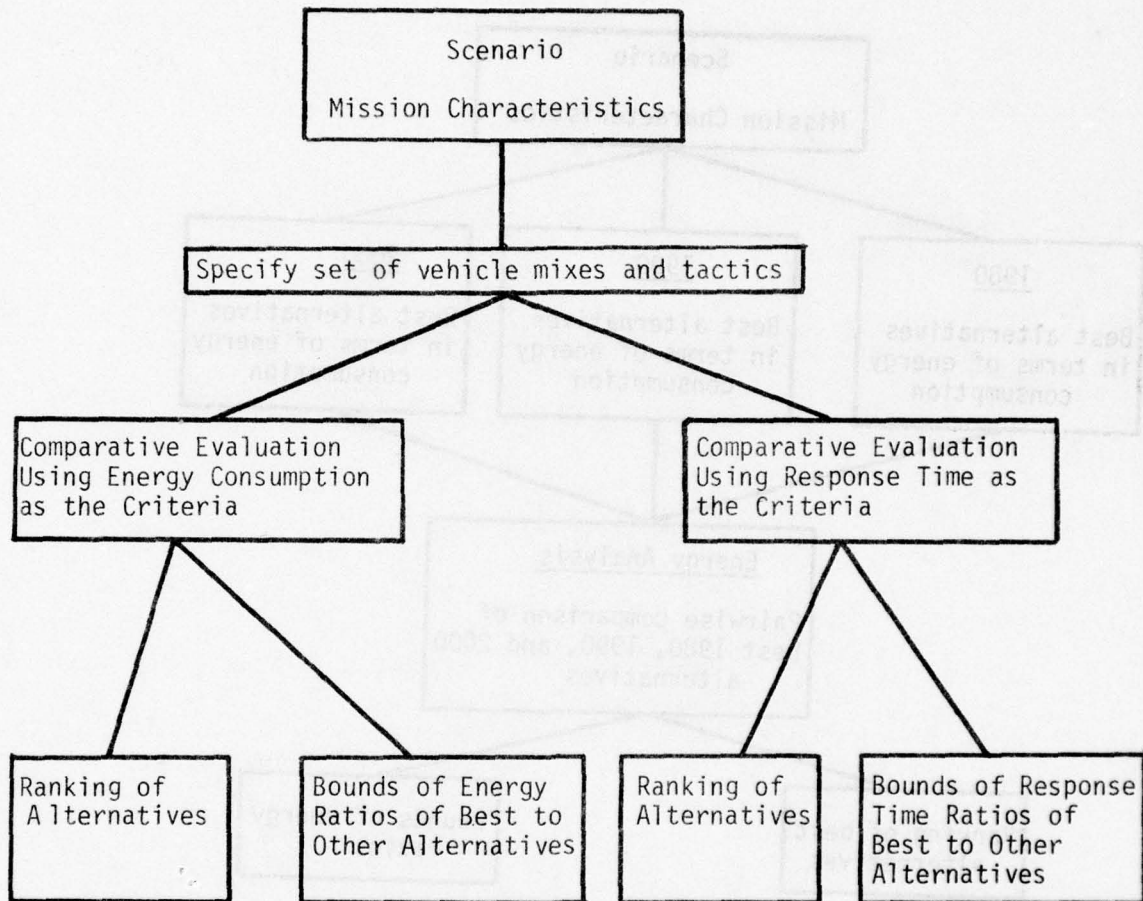 Scenario
Mission Characteristics
Specify set of vehicle mixes and tactics
Comparative Evaluation
Using Energy Consumption
as the Criteria
Comparative Evaluation
Using Response Time as
the Criteria
Ranking of
Alternatives
Bounds of Energy
Ratios of Best to
Other Alternatives
Ranking of
Alternatives
Bounds of Response
Time Ratios of
Best to Other
Alternatives